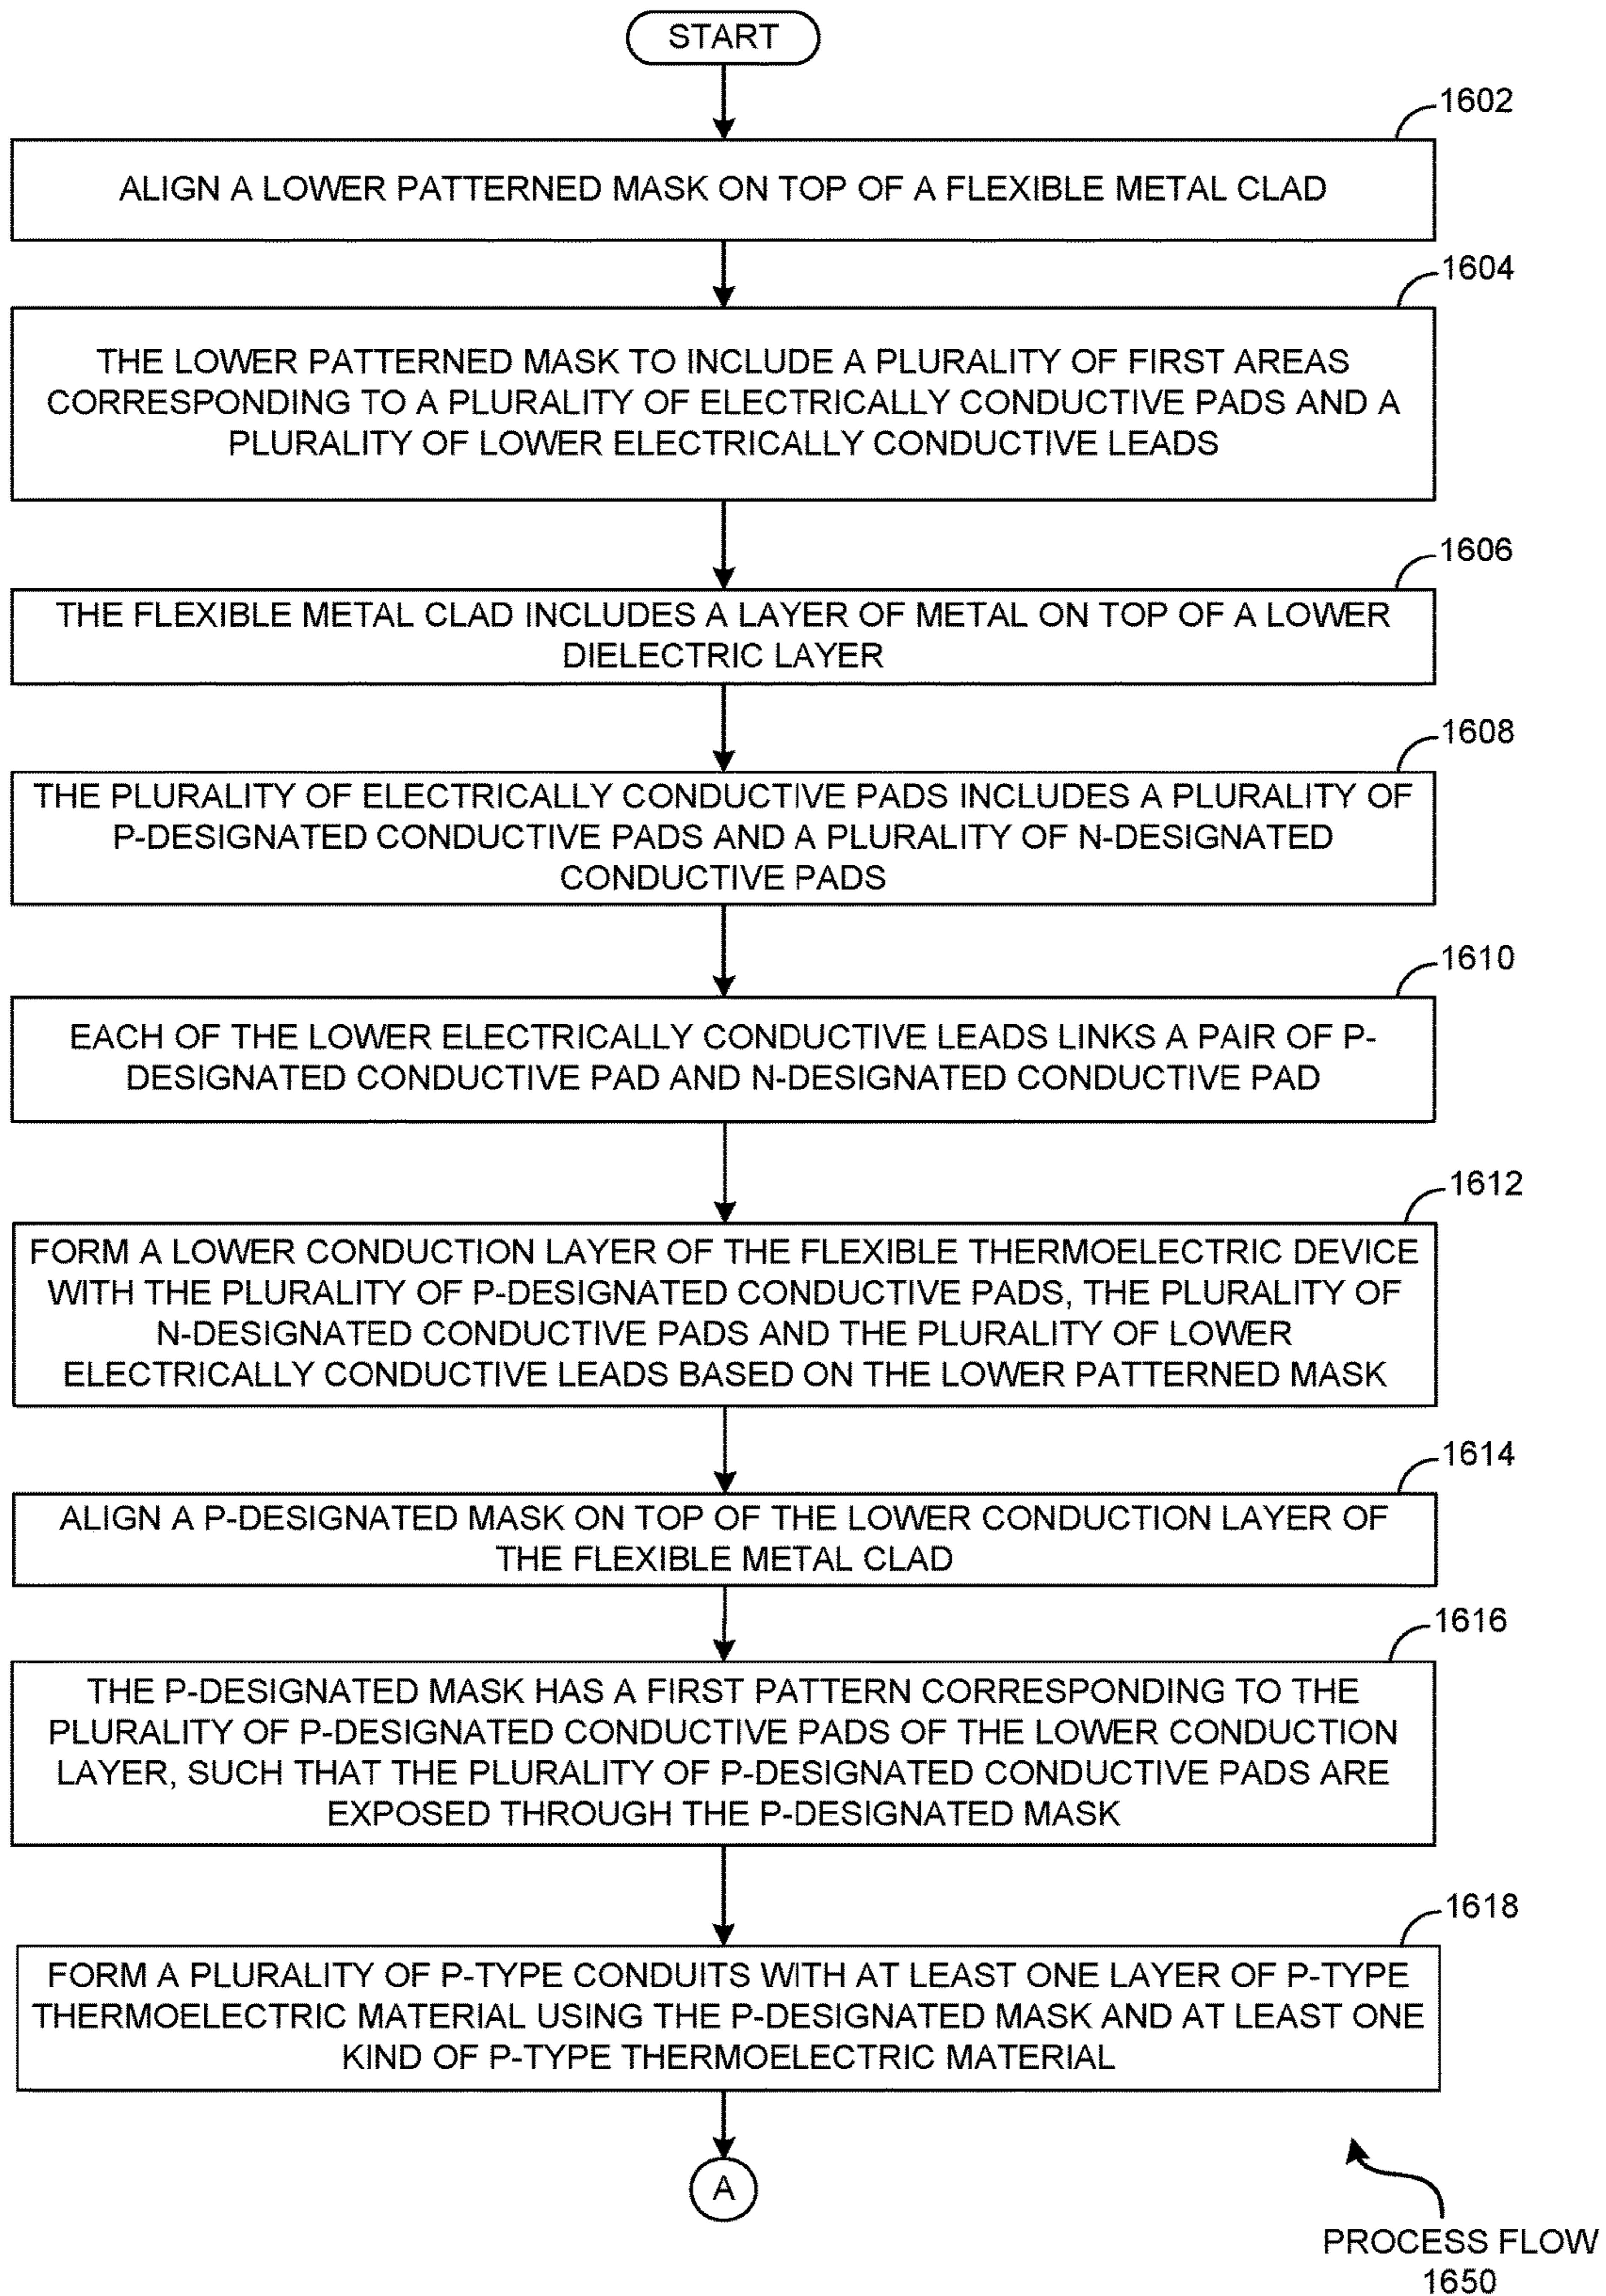 START
1602
ALIGN A LOWER PATTERNED MASK ON TOP OF A FLEXIBLE METAL CLAD
1604
THE LOWER PATTERNED MASK TO INCLUDE A PLURALITY OF FIRST AREAS
CORRESPONDING TO A PLURALITY OF ELECTRICALLY CONDUCTIVE PADS AND A
PLURALITY OF LOWER ELECTRICALLY CONDUCTIVE LEADS
1606
THE FLEXIBLE METAL CLAD INCLUDES A LAYER OF METAL ON TOP OF A LOWER
DIELECTRIC LAYER
1608
THE PLURALITY OF ELECTRICALLY CONDUCTIVE PADS INCLUDES A PLURALITY OF
P-DESIGNATED CONDUCTIVE PADS AND A PLURALITY OF N-DESIGNATED
CONDUCTIVE PADS
1610
EACH OF THE LOWER ELECTRICALLY CONDUCTIVE LEADS LINKS A PAIR OF P-
DESIGNATED CONDUCTIVE PAD AND N-DESIGNATED CONDUCTIVE PAD
1612
FORM A LOWER CONDUCTION LAYER OF THE FLEXIBLE THERMOELECTRIC DEVICE
WITH THE PLURALITY OF P-DESIGNATED CONDUCTIVE PADS, THE PLURALITY OF
N-DESIGNATED CONDUCTIVE PADS AND THE PLURALITY OF LOWER
ELECTRICALLY CONDUCTIVE LEADS BASED ON THE LOWER PATTERNED MASK
1614
ALIGN A P-DESIGNATED MASK ON TOP OF THE LOWER CONDUCTION LAYER OF
THE FLEXIBLE METAL CLAD
1616
THE P-DESIGNATED MASK HAS A FIRST PATTERN CORRESPONDING TO THE
PLURALITY OF P-DESIGNATED CONDUCTIVE PADS OF THE LOWER CONDUCTION
LAYER, SUCH THAT THE PLURALITY OF P-DESIGNATED CONDUCTIVE PADS ARE
EXPOSED THROUGH THE P-DESIGNATED MASK
1618
FORM A PLURALITY OF P-TYPE CONDUITS WITH AT LEAST ONE LAYER OF P-TYPE
THERMOELECTRIC MATERIAL USING THE P-DESIGNATED MASK AND AT LEAST ONE
KIND OF P-TYPE THERMOELECTRIC MATERIAL
A
PROCESS FLOW
1650